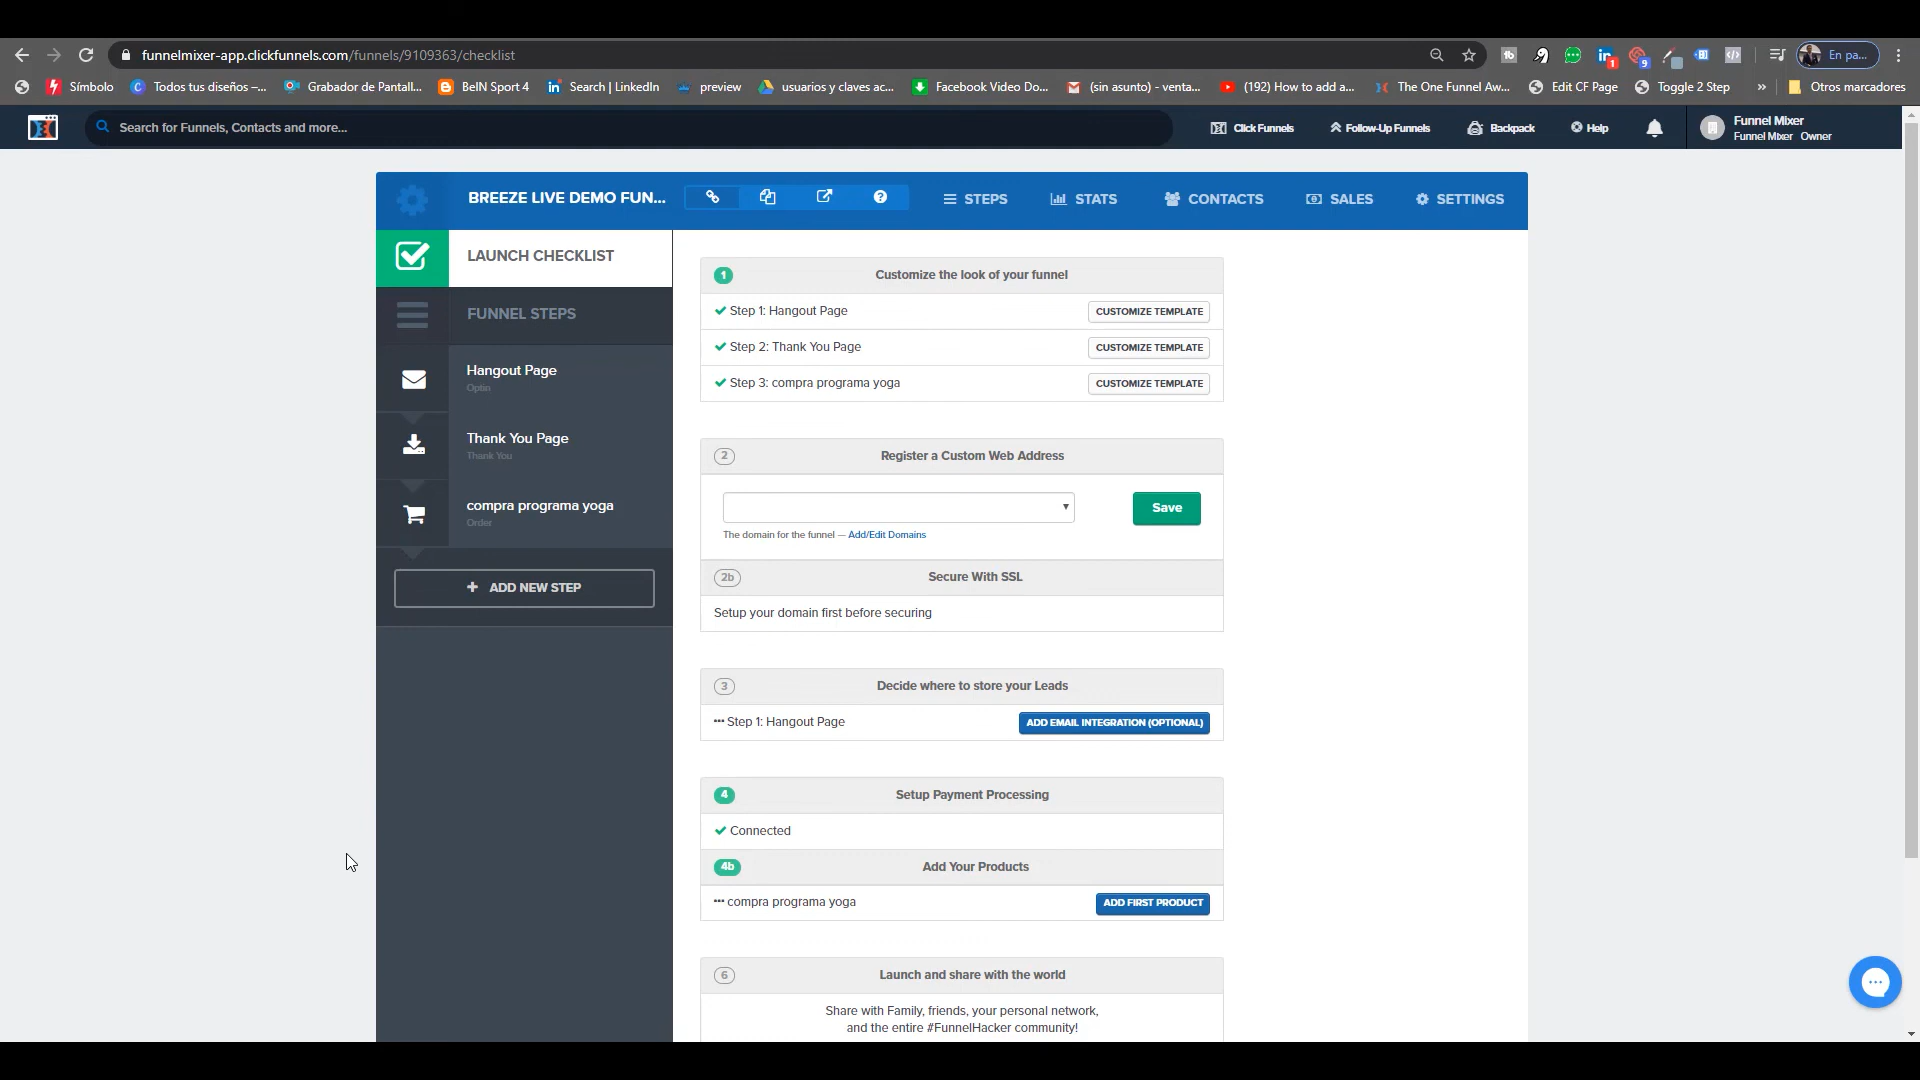 funnelmixer-app.clickfunnels.com/funnels/9109363/checklist
1
9
En pa...
Símbolo
Todos tus diseños –...
Grabador de Pantall...
BeIN Sport 4
Search | LinkedIn
preview
usuarios y claves ac...
Facebook Video Do...
(sin asunto) - venta...
(192) How to add a...
The One Funnel Aw...
Edit CF Page
Toggle 2 Step
»
Otros marcadores
Search for Funnels, Contacts and more...
Click Funnels
Follow-Up Funnels
Backpack
Help
Funnel Mixer
Funnel Mixer Owner
BREEZE LIVE DEMO FUN...
STEPS
STATS
CONTACTS
SALES
SETTINGS
LAUNCH CHECKLIST
FUNNEL STEPS
Hangout Page
Optin
Thank You Page
Thank You
compra programa yoga
Order
+ ADD NEW STEP
1 Customize the look of your funnel
Step 1: Hangout Page CUSTOMIZE TEMPLATE
Step 2: Thank You Page CUSTOMIZE TEMPLATE
Step 3: compra programa yoga CUSTOMIZE TEMPLATE
2 Register a Custom Web Address
Save
The domain for the funnel — Add/Edit Domains
2b Secure With SSL
Setup your domain first before securing
3 Decide where to store your Leads
Step 1: Hangout Page ADD EMAIL INTEGRATION (OPTIONAL)
4 Setup Payment Processing
Connected
4b Add Your Products
compra programa yoga ADD FIRST PRODUCT
6 Launch and share with the world
Share with Family, friends, your personal network,
and the entire #FunnelHacker community!